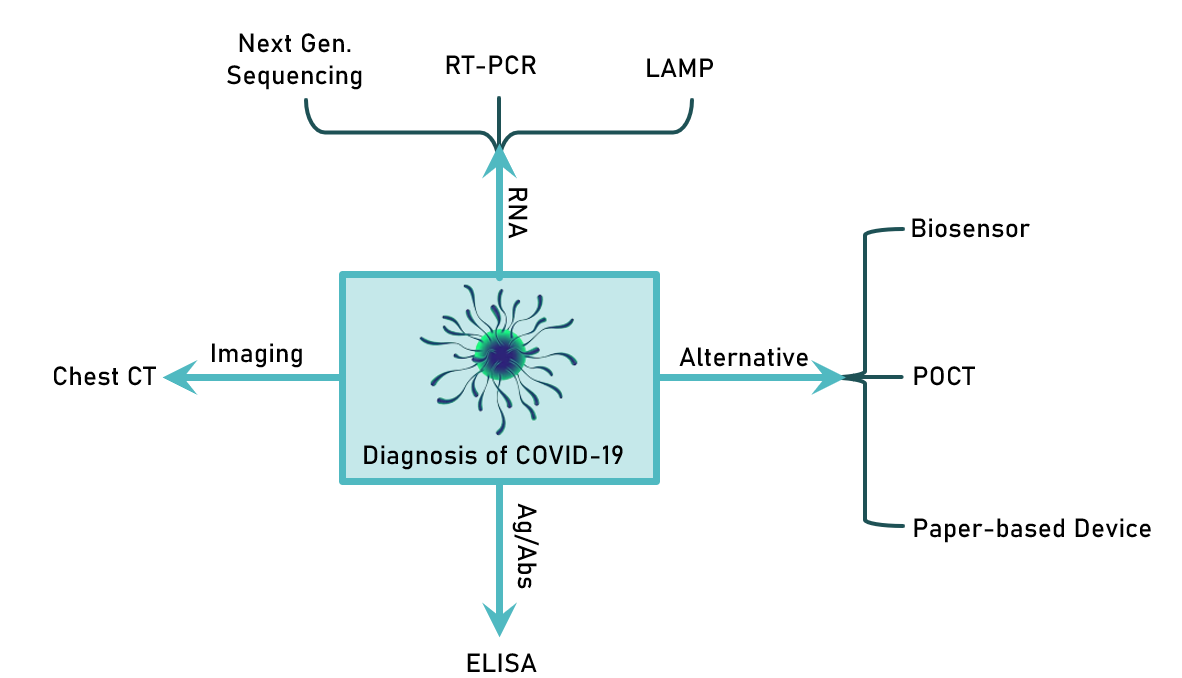 Next Gen.
Sequencing
RT-PCR
LAMP
RNA
Biosensor
Imaging
Alternative
Chest CT
POCT
Diagnosis of COVID-19
Ag/Abs
Paper-based Device
ELISA